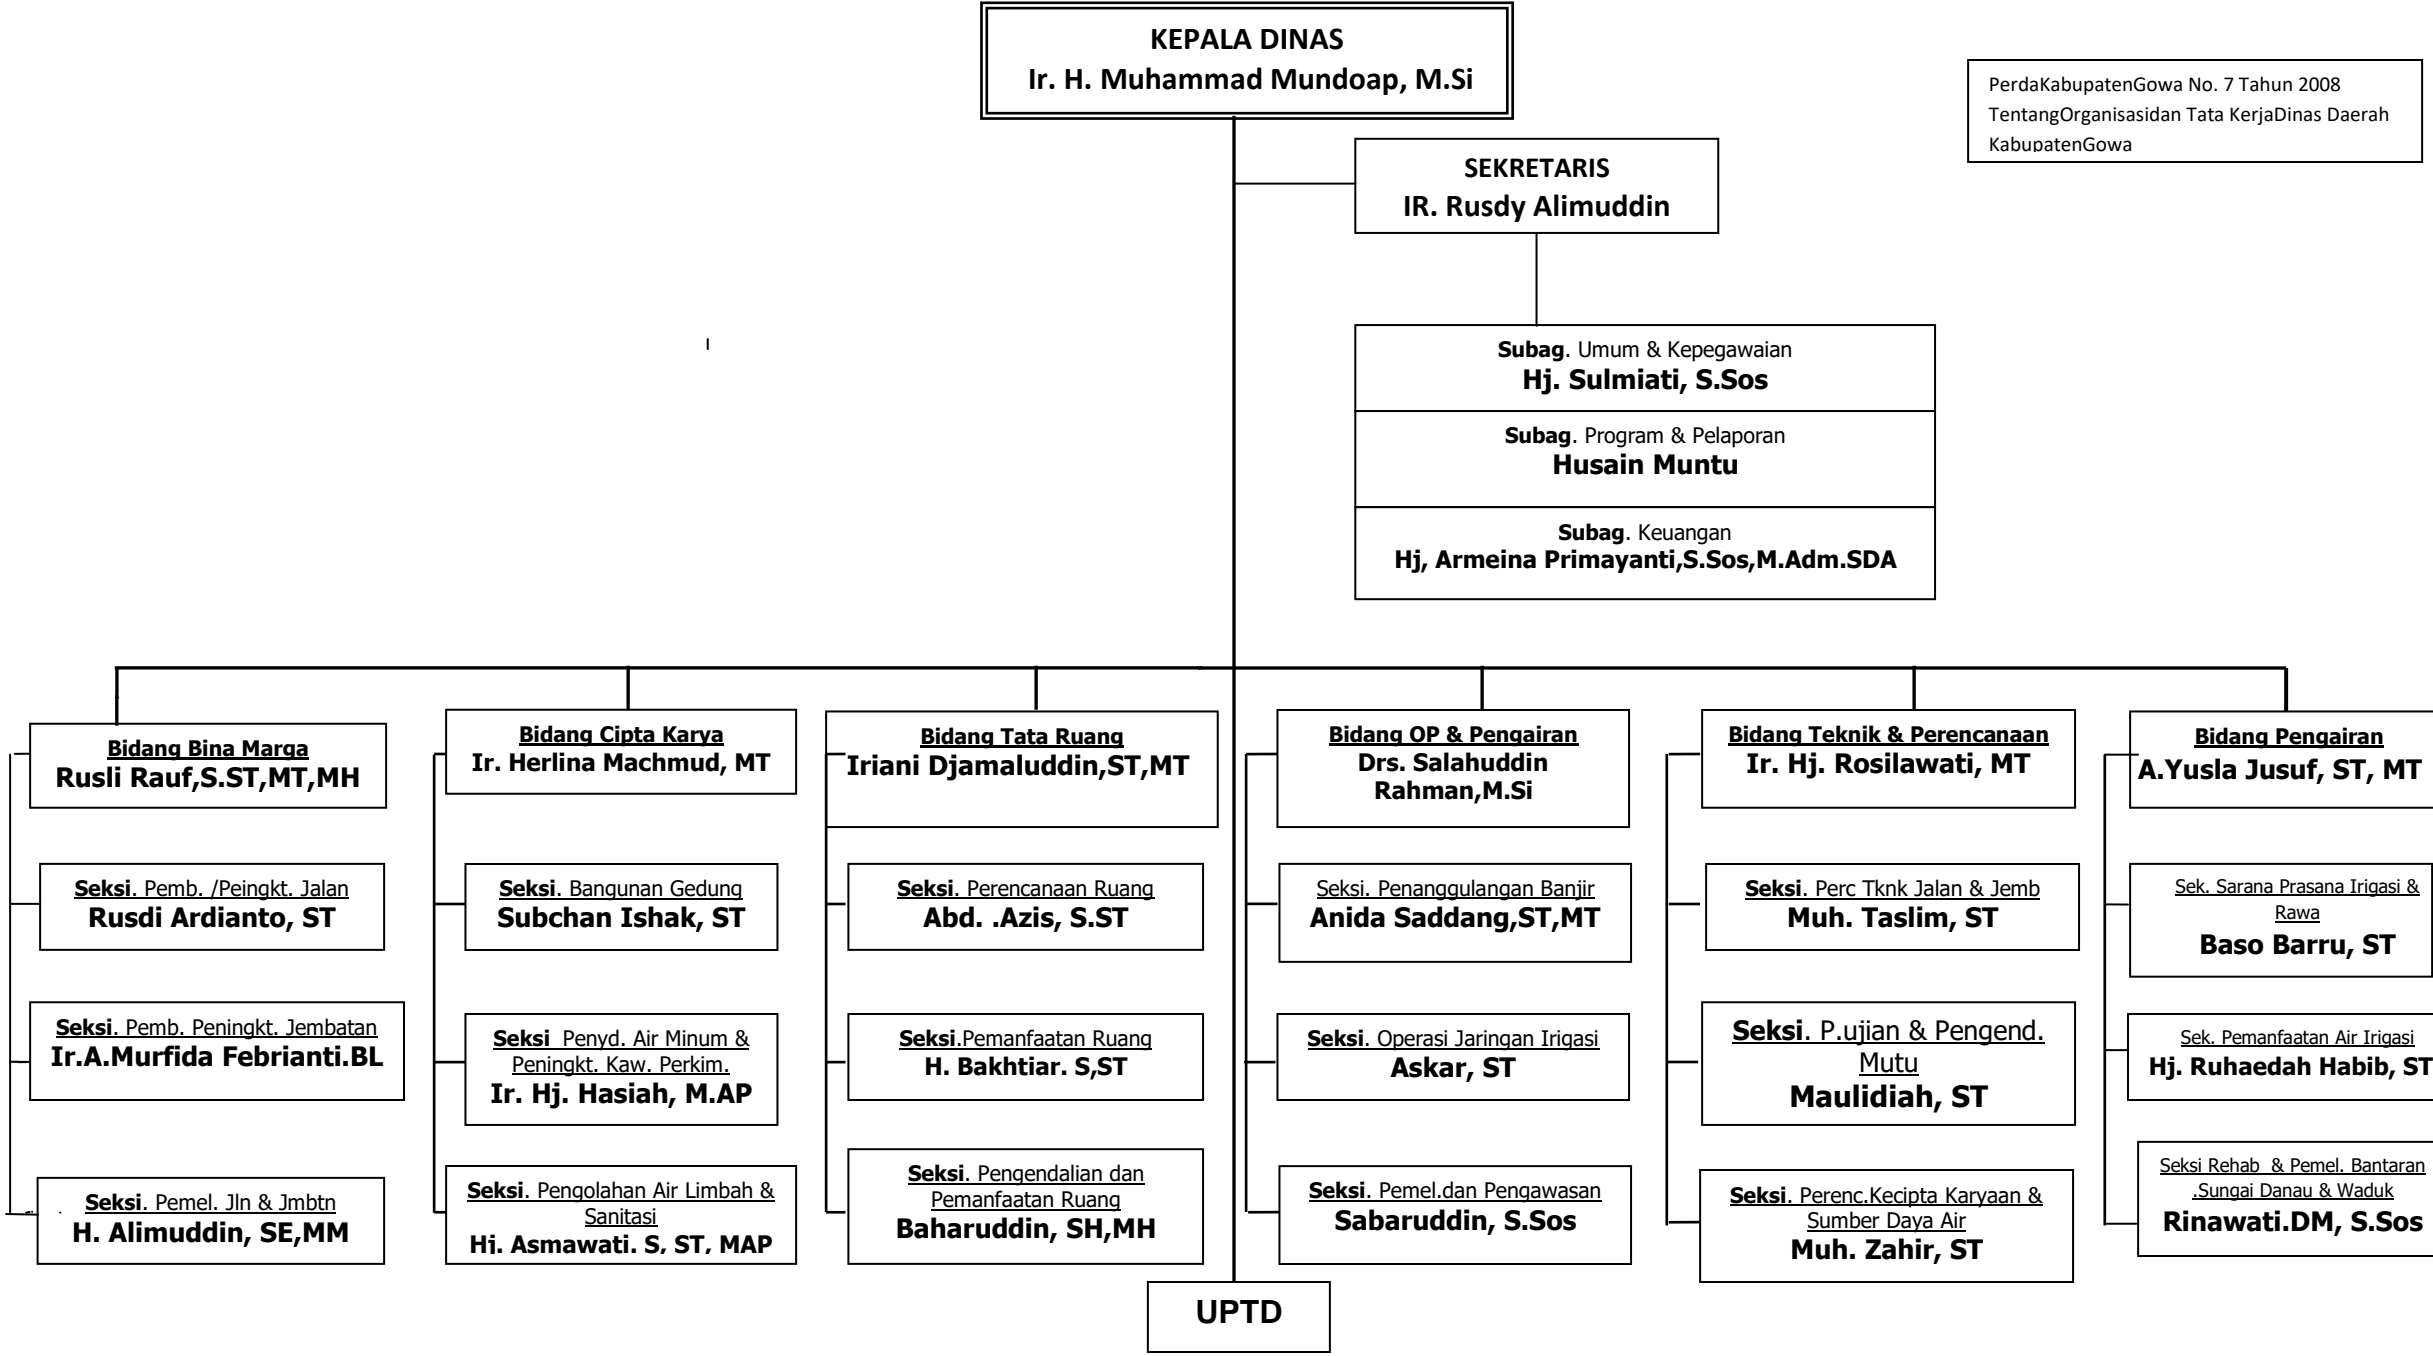 KEPALA DINAS
Ir. H. Muhammad Mundoap, M.Si
PerdaKabupatenGowa No. 7 Tahun 2008
TentangOrganisasidan Tata KerjaDinas Daerah
KabupatenGowa
SEKRETARIS
IR. Rusdy Alimuddin
Subag. Umum & Kepegawaian
Hj. Sulmiati, S.Sos
Subag. Program & Pelaporan
Husain Muntu
Subag. Keuangan
Hj, Armeina Primayanti,S.Sos,M.Adm.SDA
Bidang Bina Marga
Rusli Rauf,S.ST,MT,MH
Seksi. Pemb. /Peingkt. Jalan
Rusdi Ardianto, ST
Seksi. Pemb. Peningkt. Jembatan
Ir.A.Murfida Febrianti.BL
Seksi. Pemel. Jln & Jmbtn
H. Alimuddin, SE,MM
Bidang Cipta Karya
Ir. Herlina Machmud, MT
Seksi. Bangunan Gedung
Subchan Ishak, ST
Seksi  Penyd. Air Minum &
Peningkt. Kaw. Perkim.
Ir. Hj. Hasiah, M.AP
Seksi. Pengolahan Air Limbah &
Sanitasi
Hj. Asmawati. S, ST, MAP
Bidang Tata Ruang
Iriani Djamaluddin,ST,MT
Seksi. Perencanaan Ruang
Abd. .Azis, S.ST
Seksi.Pemanfaatan Ruang
H. Bakhtiar. S,ST
Seksi. Pengendalian dan
Pemanfaatan Ruang
Baharuddin, SH,MH
Bidang OP & Pengairan
Drs. Salahuddin
Rahman,M.Si
Seksi. Penanggulangan Banjir
Anida Saddang,ST,MT
Seksi. Operasi Jaringan Irigasi
Askar, ST
Seksi. Pemel.dan Pengawasan
Sabaruddin, S.Sos
Bidang Teknik & Perencanaan
Ir. Hj. Rosilawati, MT
Seksi. Perc Tknk Jalan & Jemb
Muh. Taslim, ST
Seksi. P.ujian & Pengend.
Mutu
Maulidiah, ST
Seksi. Perenc.Kecipta Karyaan &
Sumber Daya Air
Muh. Zahir, ST
Bidang Pengairan
A.Yusla Jusuf, ST, MT
Sek. Sarana Prasana Irigasi &
Rawa
Baso Barru, ST
Sek. Pemanfaatan Air Irigasi
Hj. Ruhaedah Habib, ST
Seksi Rehab  & Pemel. Bantaran
.Sungai Danau & Waduk
Rinawati.DM, S.Sos
UPTD